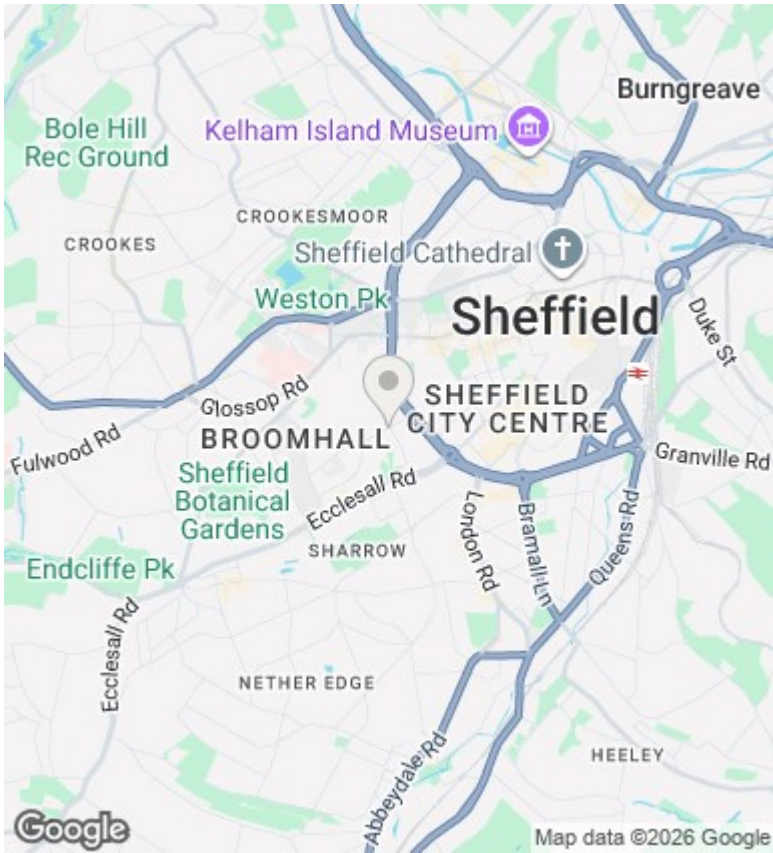 Burngreave
Bole Hill
Rec Ground
Kelham Island Museum
CROOKESMOOR
CROOKES
Sheffield Cathedral
Weston Pk
Sheffield
Duke St
Glossop Rd
SHEFFIELD
CITY CENTRE
Fulwood Rd
BROOMHALL
Granville Rd
Sheffield
Botanical
Gardens
Ecclesall Rd
London Rd
Bramall Ln
Queens Rd
SHARROW
Endcliffe Pk
Ecclesall Rd
NETHER EDGE
Abbeydale Rd
HEELEY
Google
Map data ©2026 Google